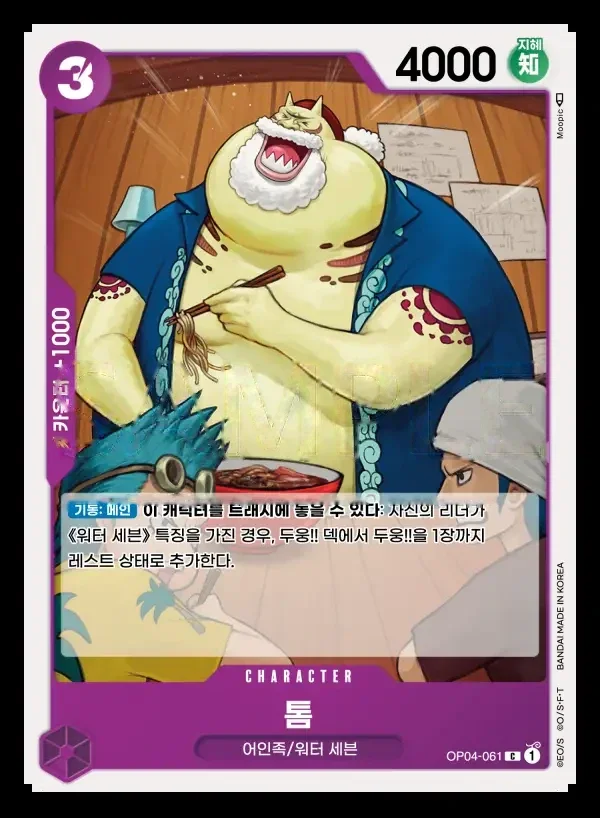 3
4000
지혜
知
Moopic
카운터 +1000
SAMPLE
기동: 메인 이 캐릭터를 트래시에 놓을 수 있다: 자신의 리더가
《워터 세븐》 특징을 가진 경우, 두웅!! 덱에서 두웅!!을 1장까지
레스트 상태로 추가한다.
CHARACTER
톰
어인족/워터 세븐
OP04-061 C 1
©EO/S ©O/S·F·T BANDAI MADE IN KOREA